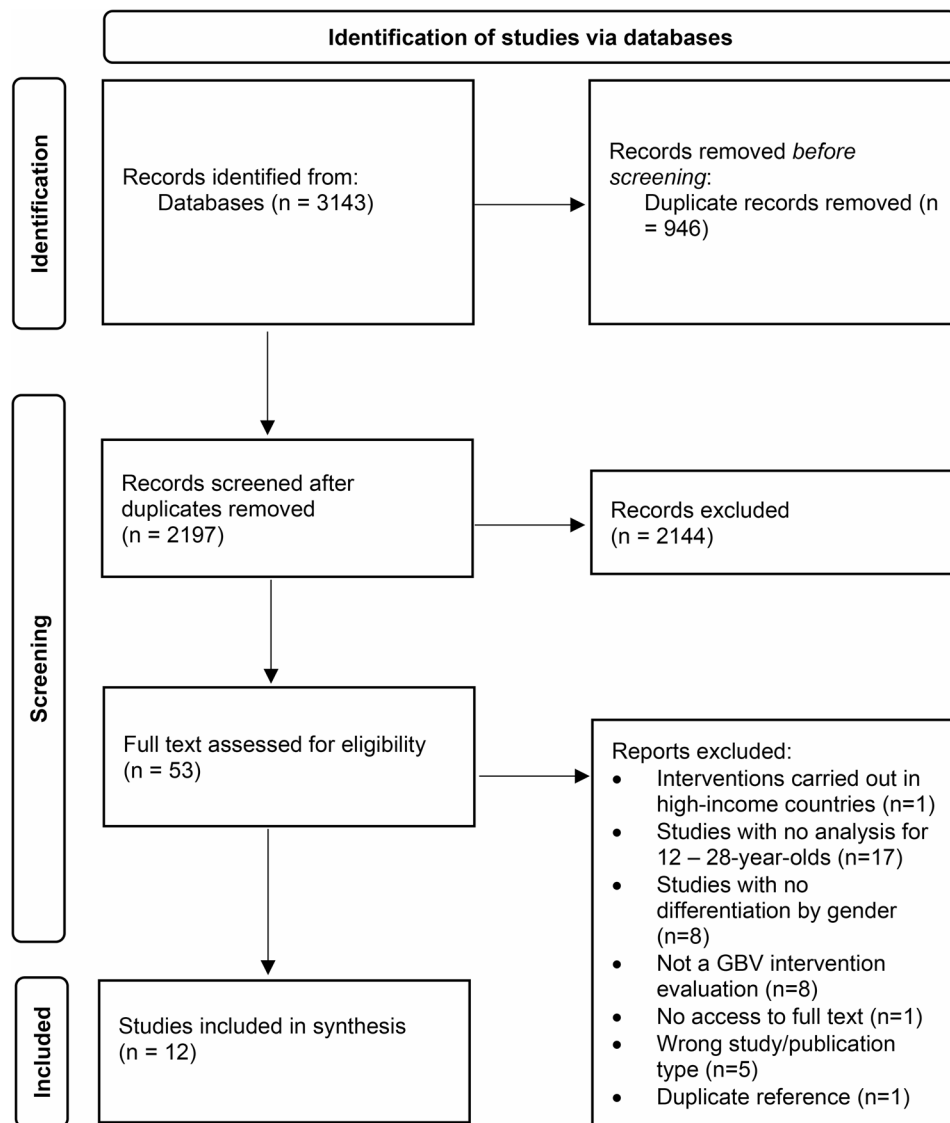 Identification of studies via databases
Identification
Records identified from:
Databases (n = 3143)
Records removed before
screening:
Duplicate records removed (n
= 946)
Screening
Records screened after
duplicates removed
(n = 2197)
Records excluded
(n = 2144)
Full text assessed for eligibility
(n = 53)
Reports excluded:
• Interventions carried out in
high-income countries (n=1)
• Studies with no analysis for
12 – 28-year-olds (n=17)
• Studies with no
differentiation by gender
(n=8)
• Not a GBV intervention
evaluation (n=8)
• No access to full text (n=1)
• Wrong study/publication
type (n=5)
• Duplicate reference (n=1)
Included
Studies included in synthesis
(n = 12)